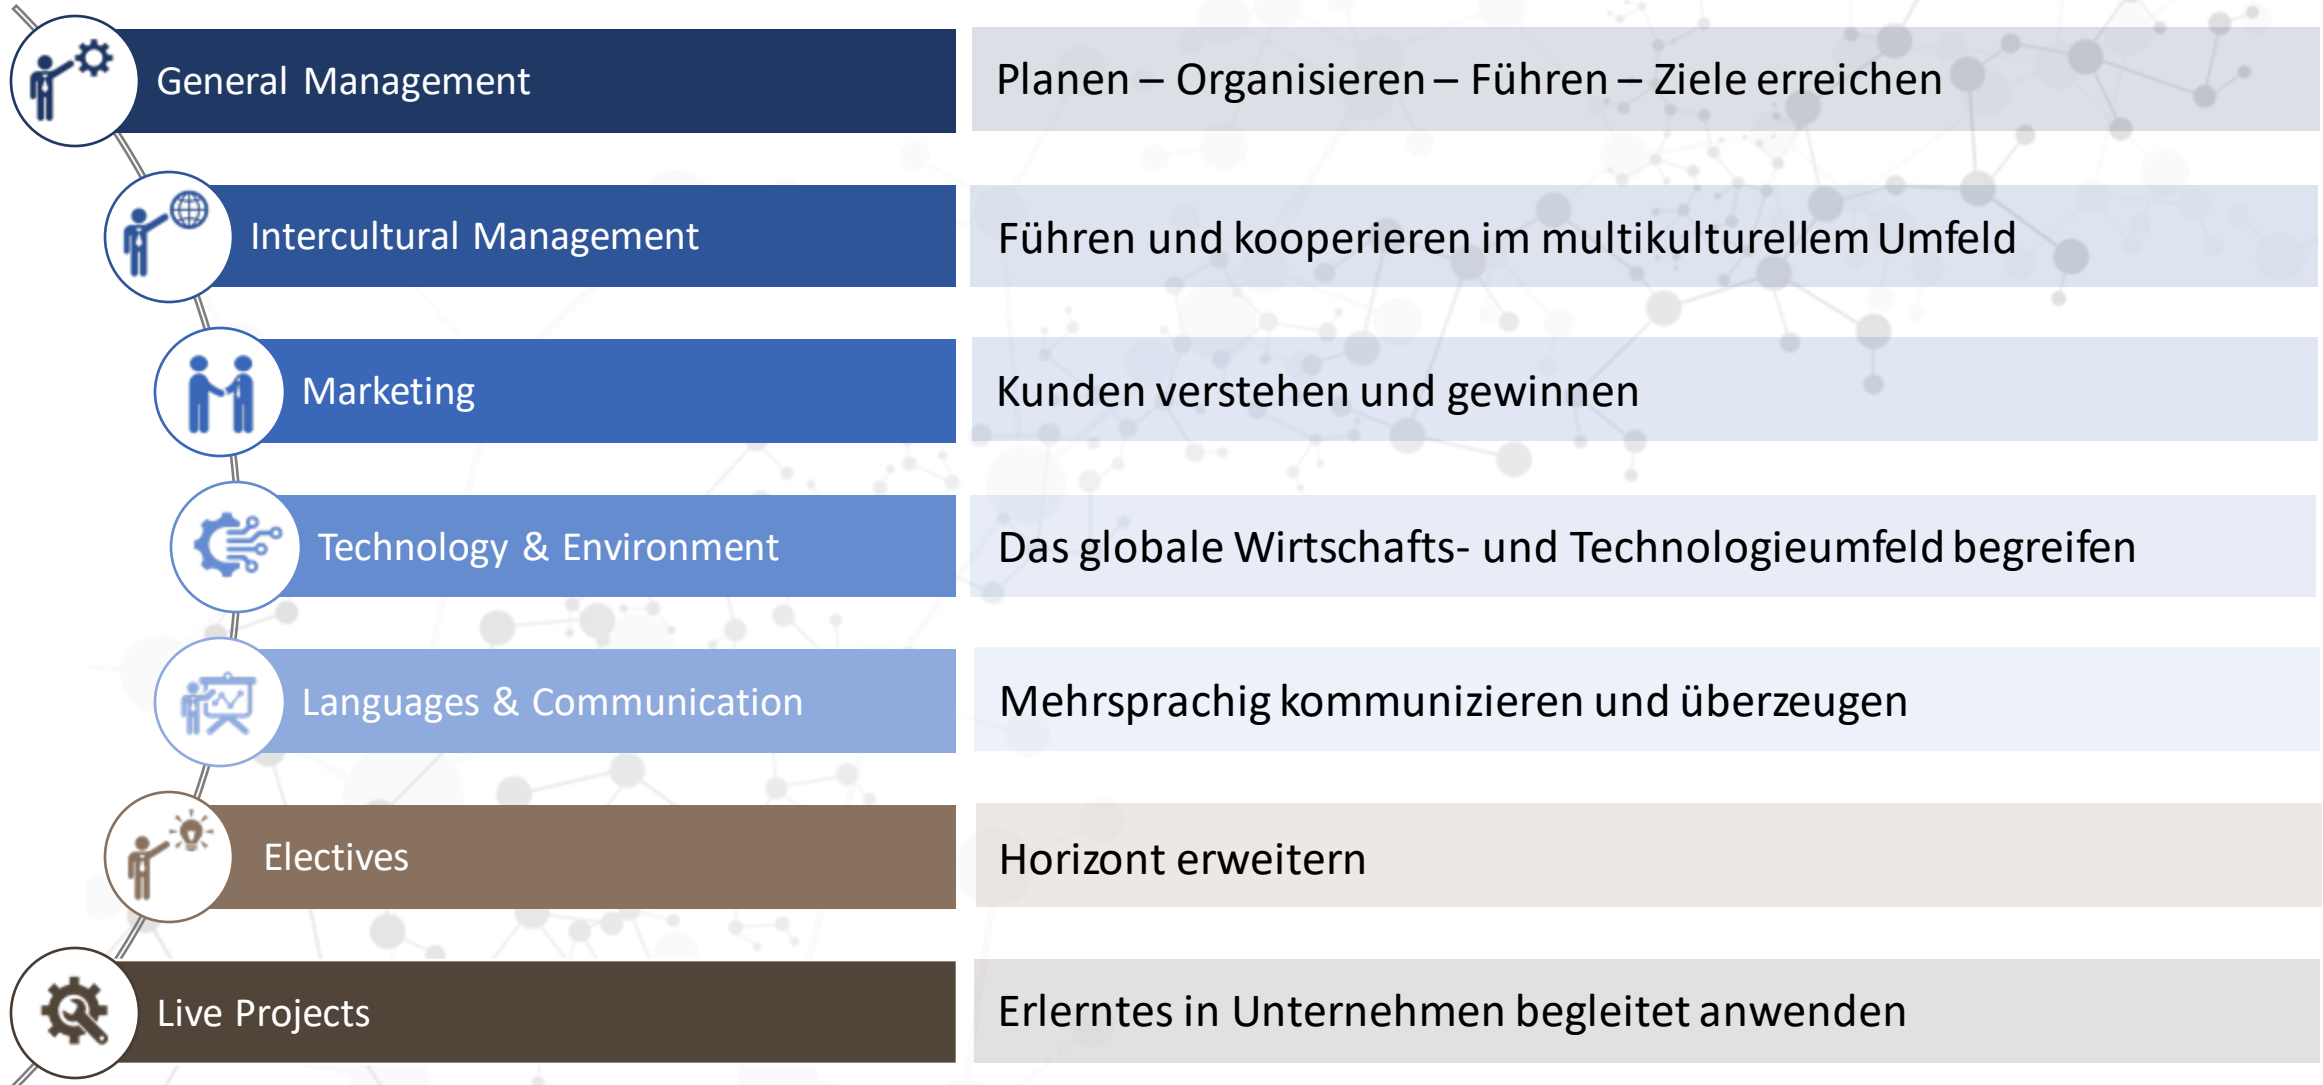 General Management
Planen – Organisieren – Führen – Ziele erreichen
Intercultural Management
Führen und kooperieren im multikulturellem Umfeld
Marketing
Kunden verstehen und gewinnen
Technology & Environment
Das globale Wirtschafts- und Technologieumfeld begreifen
Languages & Communication
Mehrsprachig kommunizieren und überzeugen
Electives
Horizont erweitern
Live Projects
Erlerntes in Unternehmen begleitet anwenden